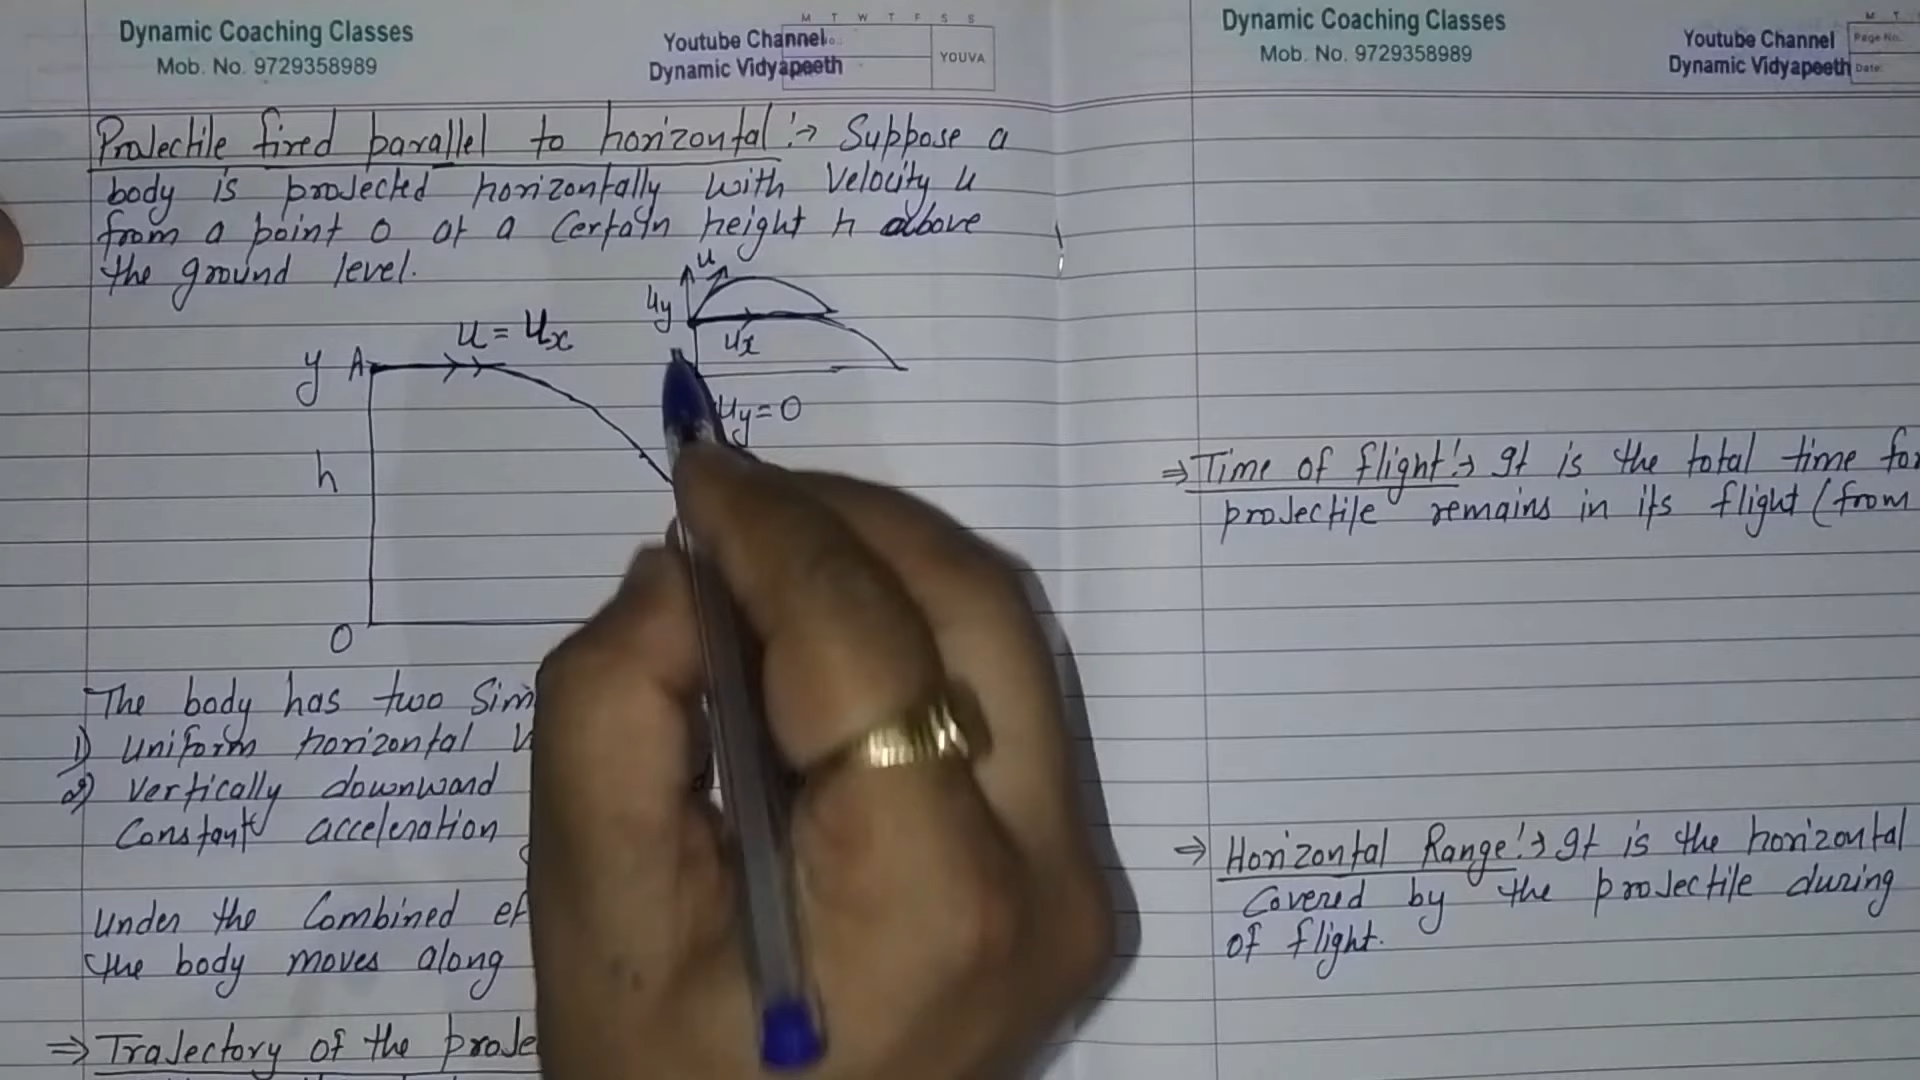 Dynamic Coaching Classes
Mob. No. 9729358989
Youtube Channel
Dynamic Vidyapeeth
M T W T F S S
YOUVA
Projectile fired parallel to horizontal :→ Suppose a
body is projected horizontally with velocity u
from a point O at a certain height h above
the ground level.
u
uy
ux
u = ux
y A
uy = 0
h
O
The body has two
1) uniform horizontal
2) vertically downward
constant acceleration
under the combined
the body moves along
⇒ Trajectory of the
Dynamic Coaching Classes
Mob. No. 9729358989
Youtube Channel
Dynamic Vidyapeeth
M T
Page No.
Date:
⇒ Time of flight :→ It is the total time
projectile remains in its flight (from
⇒ Horizontal Range :→ It is the horizontal
covered by the projectile during
of flight.